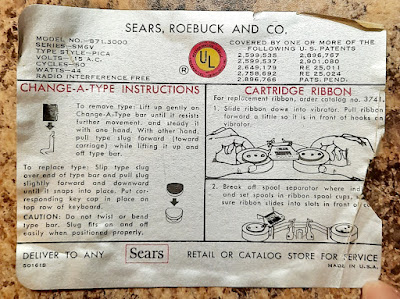 SEARS, ROEBUCK AND CO.
MODEL NO.-871.3000
SERIES-SM6V
TYPE STYLE-PICA
VOLTS-115 A.C.
CYCLES-60
WATTS-44
RADIO INTERFERENCE FREE
UL
®
COVERED BY ONE OR MORE OF THE
FOLLOWING U. S. PATENTS
2,599,535 2,896,767
2,599,537 2,901,080
2,649,179 RE 25,011
2,758,692 RE 25,024
2,896,766 PATS. PEND.
CHANGE-A-TYPE INSTRUCTIONS
To remove type: Lift up gently on
Change-A-Type bar until it resists
further movement and steady it
with one hand. With other hand,
pull type slug forward (toward
carriage) while lifting it up and
off type bar.
To replace type: Slip type slug
over end of type bar and pull slug
slightly forward and downward
until it snaps into place. Put cor-
responding key cap in place on
top row of keyboard.
CAUTION: Do not twist or bend
type bar. Slug fits on and off
easily when positioned properly.
CARTRIDGE RIBBON
For replacement ribbon, order catalog no. 3741.
1. Slide ribbon down into vibrator. Pull ribbon
forward a little so it is in front of hooks on
2. Break off spool separator where
and set spools in ribbon spool cups,
sure ribbon slides into slots in front of
DELIVER TO ANY Sears RETAIL OR CATALOG STORE FOR SERVICE
501618
MADE IN U.S.A.